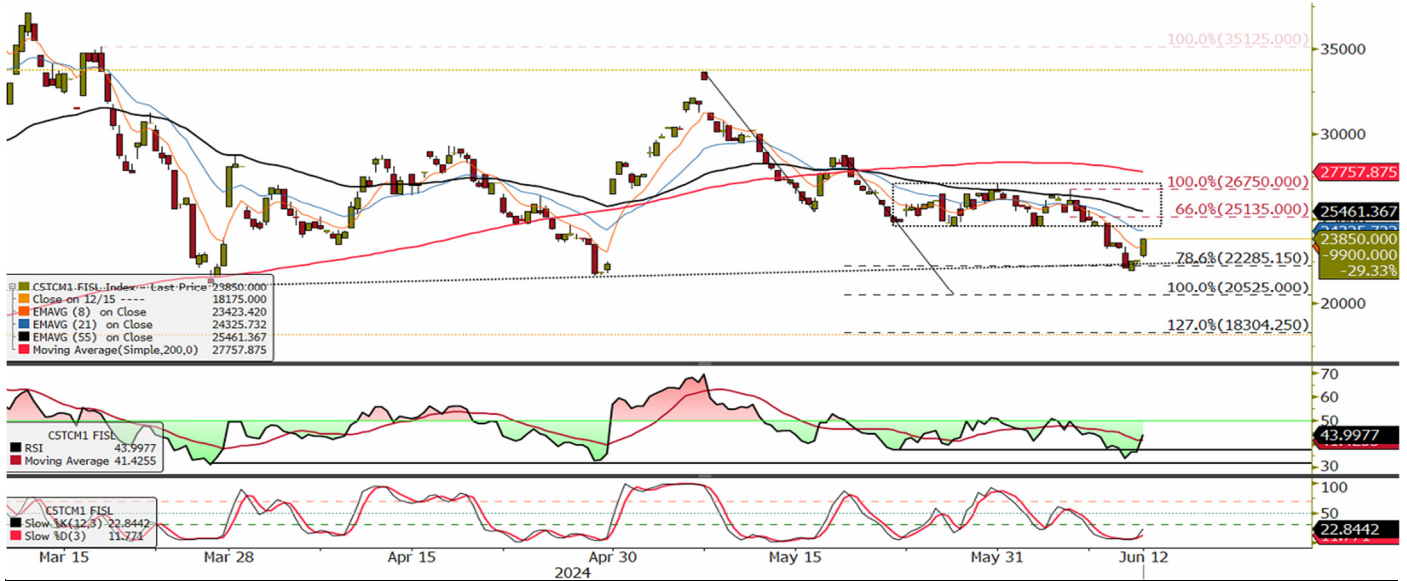 100.0%(35125.000)
35000
30000
27757.875
100.0%(26750.000)
25461.367
66.0%(25135.000)
24325.732
23850.000
-9900.000
-29.33%
78.6%(22285.150)
100.0%(20525.000)
20000
127.0%(18304.250)
CSTCM1 FISL Index - Last Price 23850.000
Close on 12/15 ---- 18175.000
EMAVG (8) on Close 23423.420
EMAVG (21) on Close 24325.732
EMAVG (55) on Close 25461.367
Moving Average(Simple,200,0) 27757.875
70
60
50
43.9977
30
CSTCM1 FISL
RSI 43.9977
Moving Average 41.4255
100
50
22.8442
CSTCM1 FISL
Slow %K(12,3) 22.8442
Slow %D(3) 11.771
Mar 15 Mar 28 Apr 15 Apr 30 May 15 May 31 Jun 12
2024